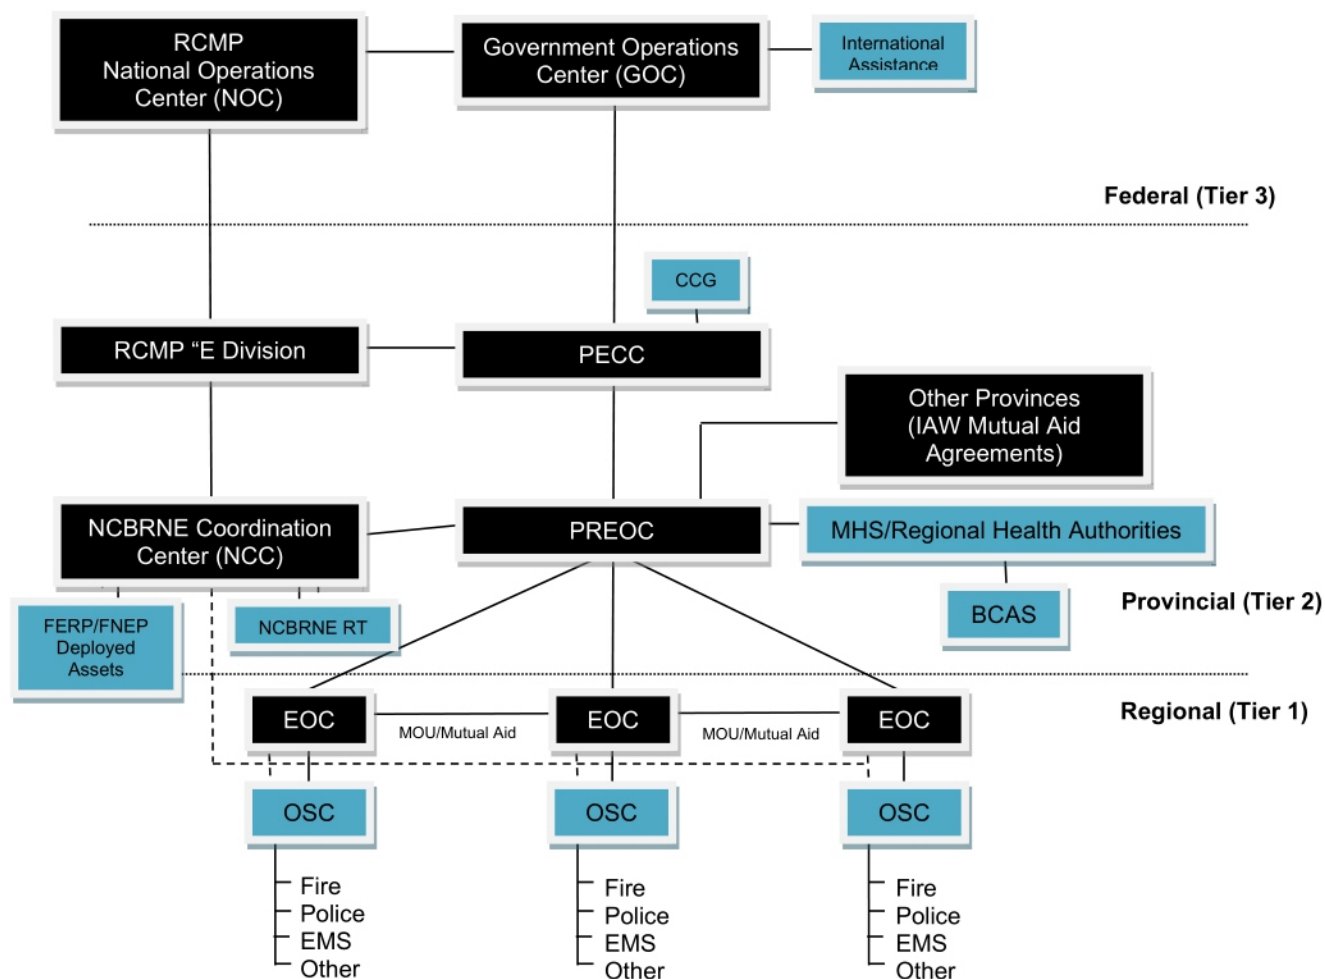 RCMP
National Operations
Center (NOC)
Government Operations
Center (GOC)
International
Assistance
Federal (Tier 3)
CCG
RCMP “E Division
PECC
Other Provinces
(IAW Mutual Aid
Agreements)
NCBRNE Coordination
Center (NCC)
PREOC
MHS/Regional Health Authorities
FERP/FNEP
Deployed
Assets
NCBRNE RT
BCAS
Provincial (Tier 2)
Regional (Tier 1)
EOC
MOU/Mutual Aid
EOC
MOU/Mutual Aid
EOC
OSC
OSC
OSC
Fire
Police
EMS
Other
Fire
Police
EMS
Other
Fire
Police
EMS
Other